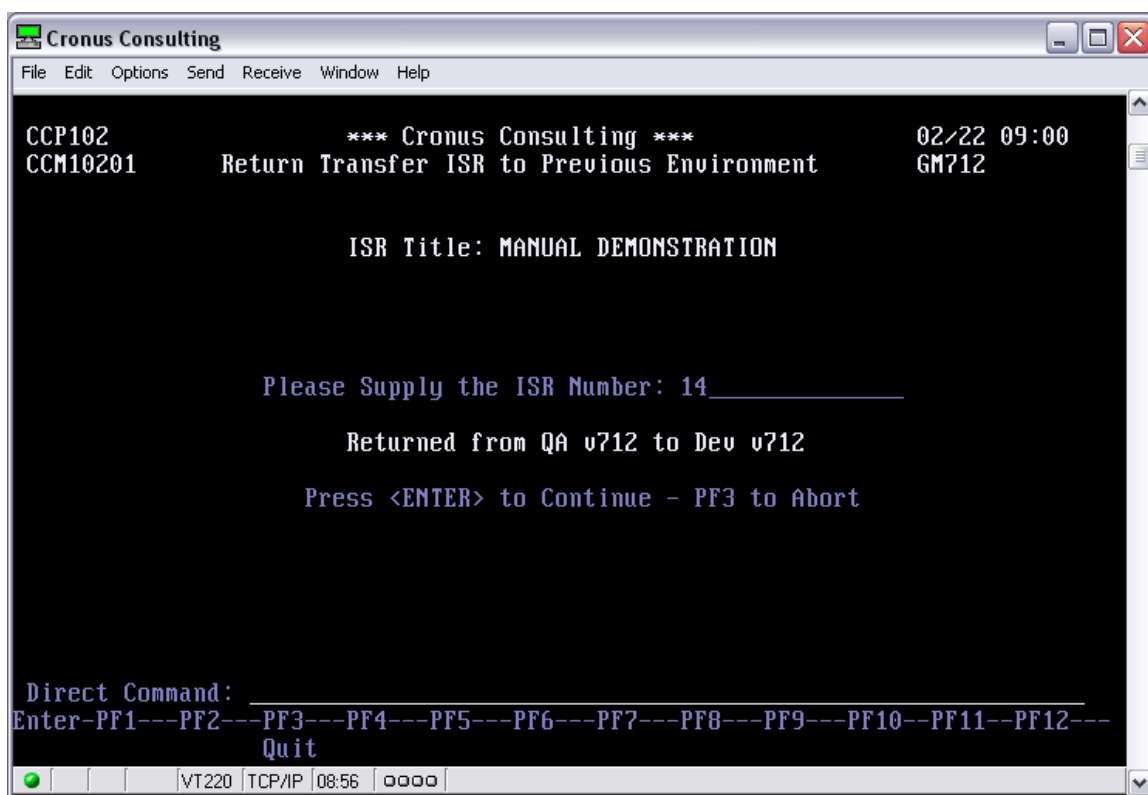 Cronus Consulting
File Edit Options Send Receive Window Help
CCP102 *** Cronus Consulting *** 02/22 09:00
CCM10201 Return Transfer ISR to Previous Environment GM712
ISR Title: MANUAL DEMONSTRATION
Please Supply the ISR Number: 14______________
Returned from QA v712 to Dev v712
Press <ENTER> to Continue - PF3 to Abort
Direct Command: ______________
Enter-PF1---PF2---PF3---PF4---PF5---PF6---PF7---PF8---PF9---PF10--PF11--PF12---
Quit
VT220 TCP/IP 08:56